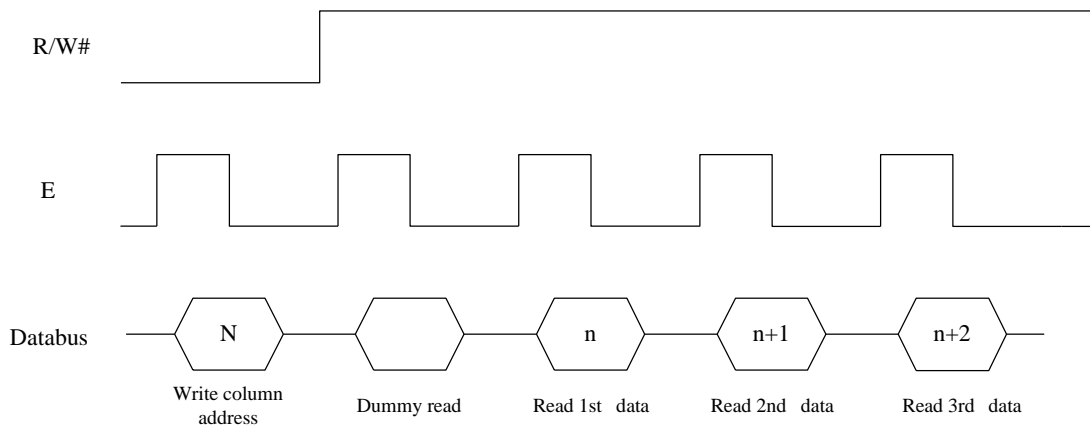 R/W#
E
Databus
N
n
n+1
n+2
Write column
address
Dummy read
Read 1st data
Read 2nd data
Read 3rd data